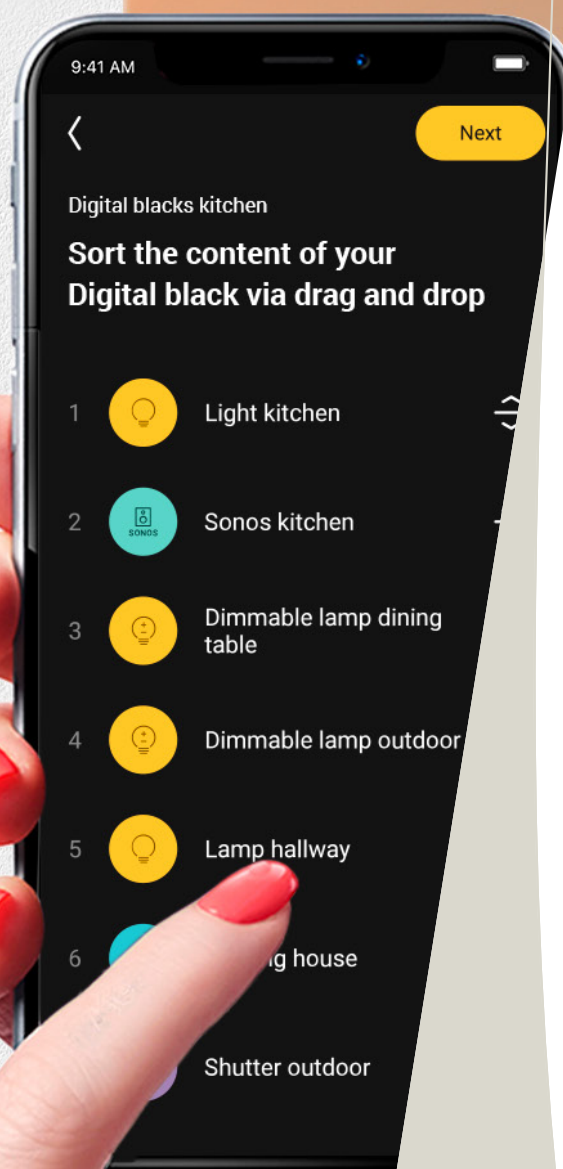 9:41 AM
Next
Digital blacks kitchen
Sort the content of your
Digital black via drag and drop
1 Light kitchen
2 SONOS Sonos kitchen
3 Dimmable lamp dining
table
4 Dimmable lamp outdoor
5 Lamp hallway
6 house
Shutter outdoor